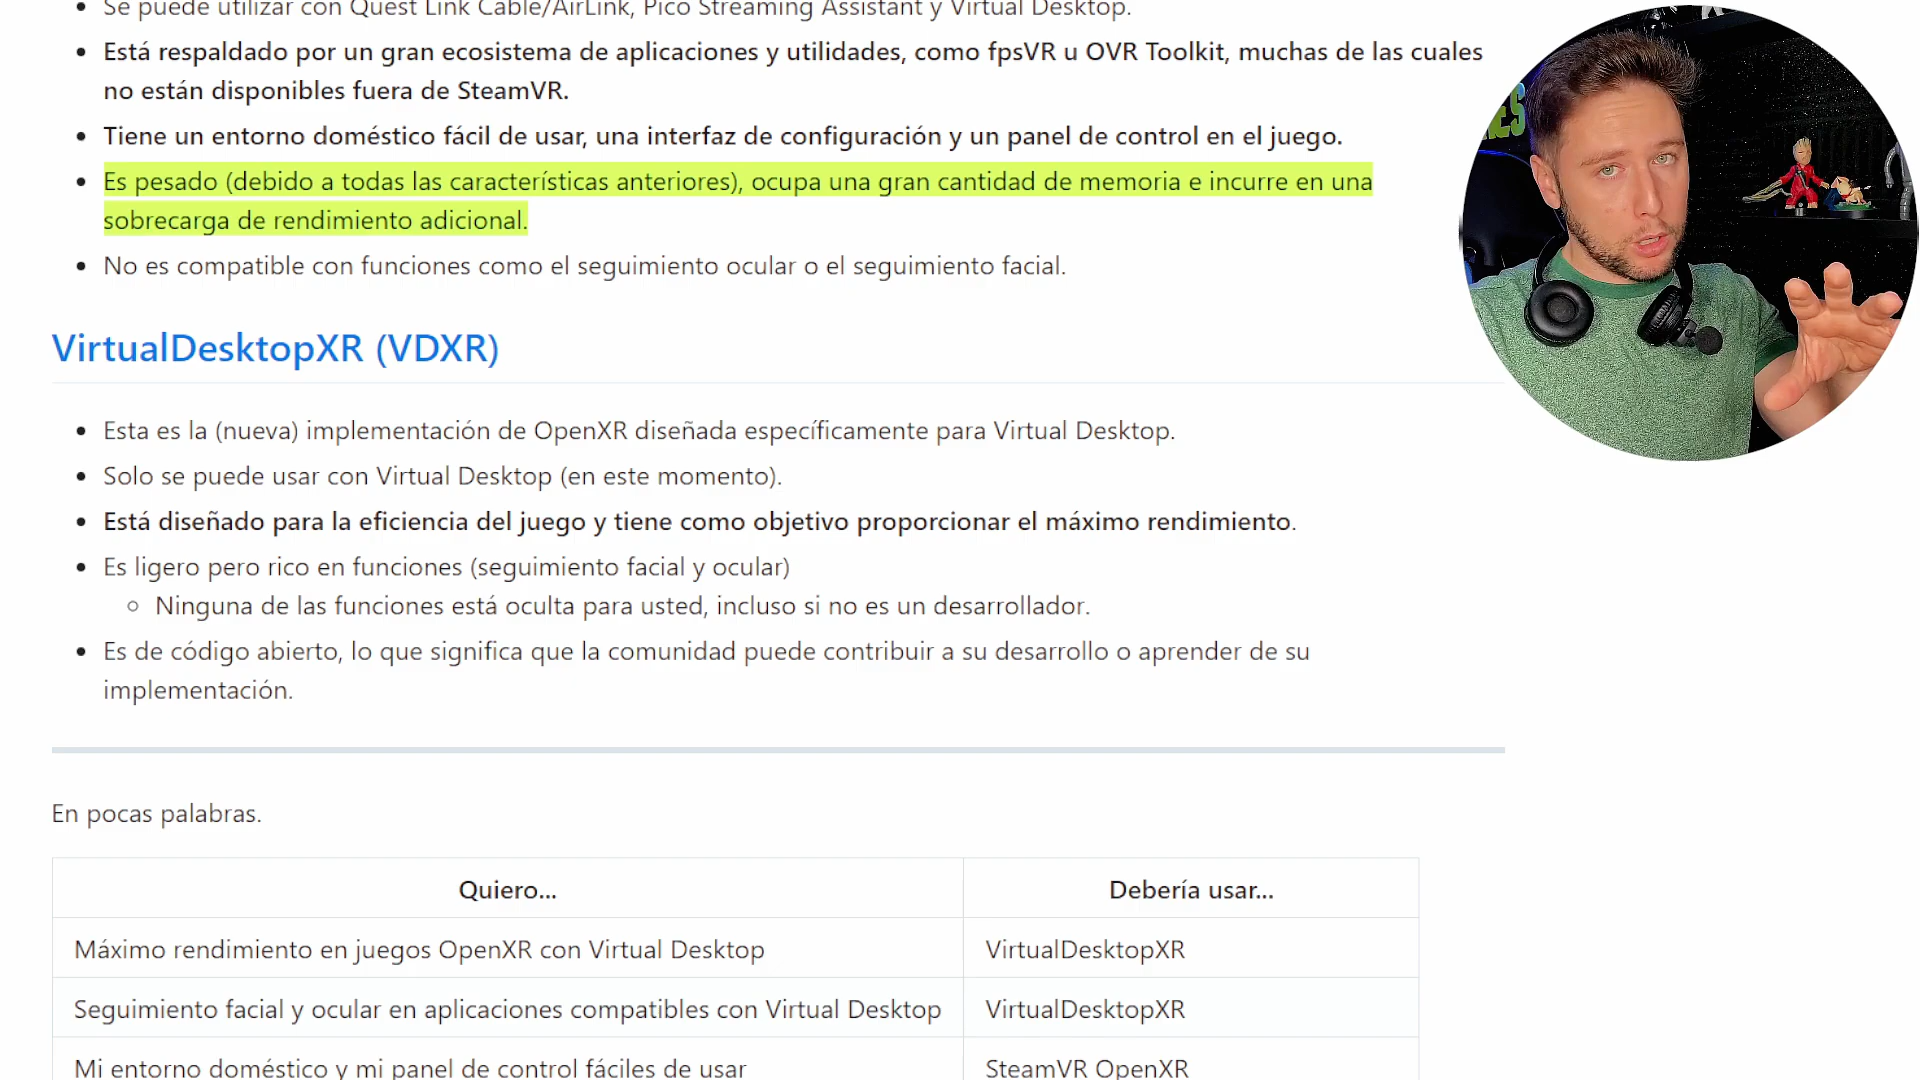 Se puede utilizar con Quest Link Cable/AirLink, Pico Streaming Assistant y Virtual Desktop.
Está respaldado por un gran ecosistema de aplicaciones y utilidades, como fpsVR u OVR Toolkit, muchas de las cuales
no están disponibles fuera de SteamVR.
Tiene un entorno doméstico fácil de usar, una interfaz de configuración y un panel de control en el juego.
Es pesado (debido a todas las características anteriores), ocupa una gran cantidad de memoria e incurre en una
sobrecarga de rendimiento adicional.
No es compatible con funciones como el seguimiento ocular o el seguimiento facial.
VirtualDesktopXR (VDXR)
Esta es la (nueva) implementación de OpenXR diseñada específicamente para Virtual Desktop.
Solo se puede usar con Virtual Desktop (en este momento).
Está diseñado para la eficiencia del juego y tiene como objetivo proporcionar el máximo rendimiento.
Es ligero pero rico en funciones (seguimiento facial y ocular)
Ninguna de las funciones está oculta para usted, incluso si no es un desarrollador.
Es de código abierto, lo que significa que la comunidad puede contribuir a su desarrollo o aprender de su
implementación.
En pocas palabras.
Quiero... Debería usar...
Máximo rendimiento en juegos OpenXR con Virtual Desktop VirtualDesktopXR
Seguimiento facial y ocular en aplicaciones compatibles con Virtual Desktop VirtualDesktopXR
Mi entorno doméstico y mi panel de control fáciles de usar SteamVR OpenXR